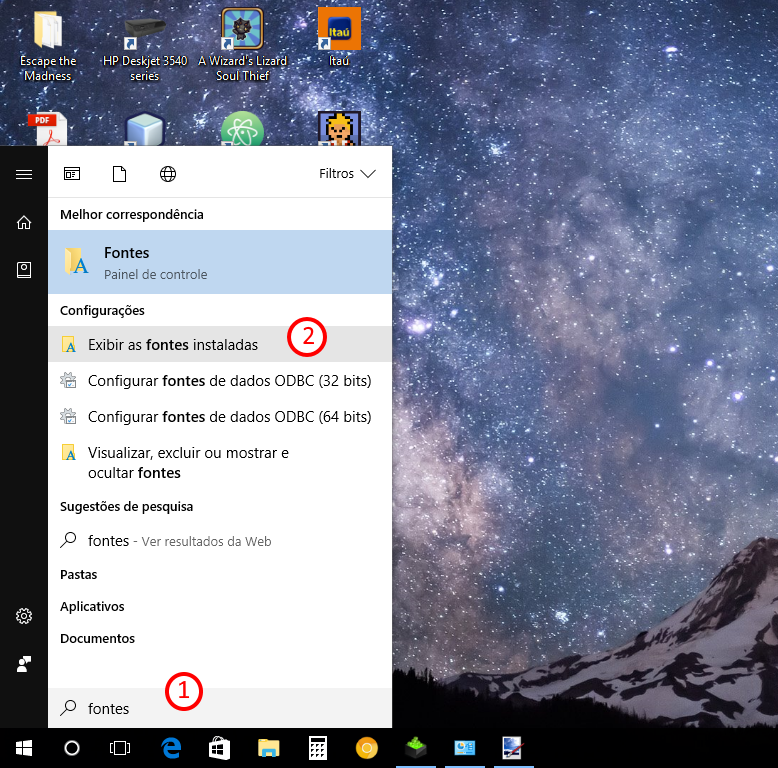 Escape the
Madness
HP Deskjet 3540
series
A Wizard's Lizard
Soul Thief
Itaú
Itaú
PDF
Filtros
Melhor correspondência
Fontes
Painel de controle
Configurações
Exibir as fontes instaladas
2
Configurar fontes de dados ODBC (32 bits)
Configurar fontes de dados ODBC (64 bits)
Visualizar, excluir ou mostrar e
ocultar fontes
Sugestões de pesquisa
fontes - Ver resultados da Web
Pastas
Aplicativos
Documentos
1
fontes